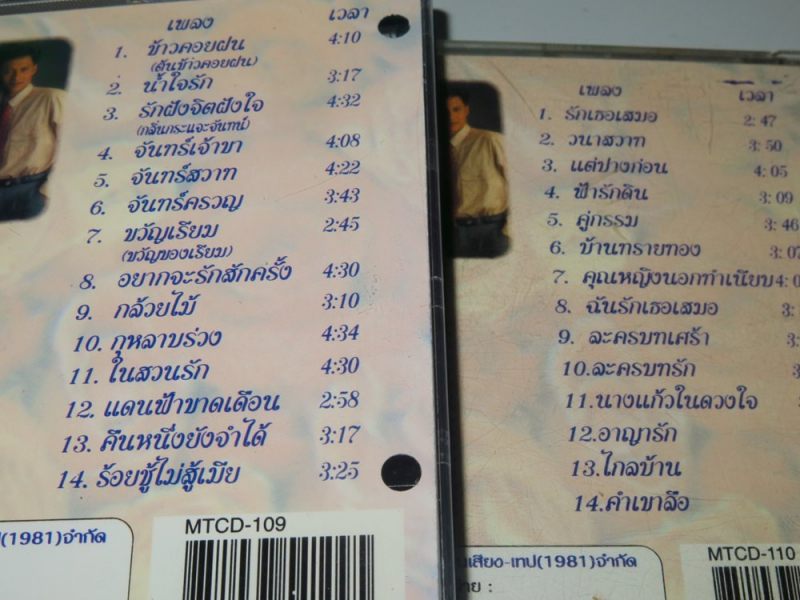 เพลง เวลา
1. ข้าวคอยฝน 4:10
(ต้นข้าวคอยฝน)
2. น้ำใจรัก 3:17
3. รักฝังจิตฝังใจ 4:32
(กลิ่นกระแจะจันทน์)
4. จันทร์เจ้าขา 4:08
5. จันทร์สวาท 4:22
6. จันทร์ครวญ 3:43
7. ขวัญเรียม 2:45
(ขวัญของเรียม)
8. อยากจะรักสักครั้ง 4:30
9. กล้วยไม้ 3:10
10. กุหลาบร่วง 4:34
11. ในสวนรัก 4:30
12. แดนฟ้าขาดเดือน 2:58
13. คืนหนึ่งยังจำได้ 3:17
14. ร้อยชู้ไม่สู้เมีย 3:25
(1981)จำกัด
MTCD-109
เพลง เวลา
1. รักเธอเสมอ 2:47
2. วนาสวาท 3:50
3. แต่ปางก่อน 4:05
4. ฟ้ารักดิน 3:09
5. คู่กรรม 3:46
6. บ้านทรายทอง 3:07
7. คุณหญิงนอกทำเนียบ 4:0
8. ฉันรักเธอเสมอ 3:
9. ละครบทเศร้า 3:
10.ละครบทรัก 3
11.นางแก้วในดวงใจ
12.อาญารัก
13.ไกลบ้าน
14.คำเขาลือ
เสียง-เทป(1981)จำกัด
MTCD-110